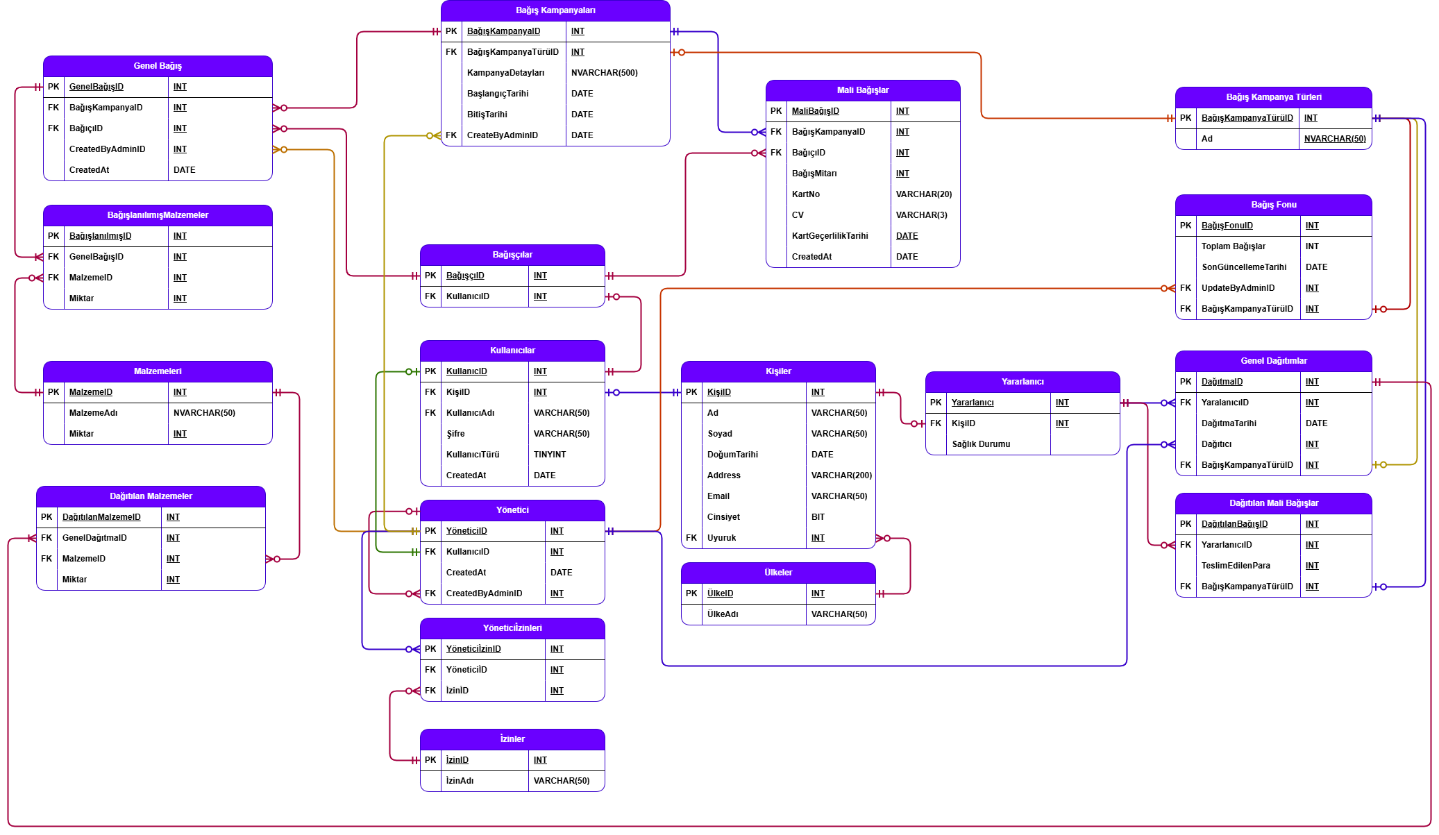 Bağış Kampanyaları
PK BağışKampanyaID INT
FK BağışKampanyaTürülD INT
KampanyaDetayları NVARCHAR(500)
BaşlangıçTarihi DATE
BitişTarihi DATE
FK CreateByAdminID DATE
Genel Bağış
PK GenelBağışID INT
FK BağışKampanyaID INT
FK BağıçıID INT
CreatedByAdminID INT
CreatedAt DATE
Mali Bağışlar
PK MaliBağışID INT
FK BağışKampanyaID INT
FK BağıçıID INT
BağışMitarı INT
KartNo VARCHAR(20)
CV VARCHAR(3)
KartGeçerlilikTarihi DATE
CreatedAt DATE
Bağış Kampanya Türleri
PK BağışKampanyaTürüID INT
Ad NVARCHAR(50)
BağışlanılmışMalzemeler
PK BağışlanılmışID INT
FK GenelBağışID INT
FK MalzemeID INT
Miktar INT
Bağış Fonu
PK BağışFonuID INT
Toplam Bağışlar INT
SonGüncellemeTarihi DATE
FK UpdateByAdminID INT
FK BağışKampanyaTürüID INT
Bağışçılar
PK BağışçıID INT
FK KullanıcıID INT
Malzemeleri
PK MalzemeID INT
MalzemeAdı NVARCHAR(50)
Miktar INT
Kullanıcılar
PK KullanıcID INT
FK KişiID INT
FK KullanıcıAdı VARCHAR(50)
Şifre VARCHAR(50)
KullanıcıTürü TINYINT
CreatedAt DATE
Kişiler
PK KişiID INT
Ad VARCHAR(50)
Soyad VARCHAR(50)
DoğumTarihi DATE
Address VARCHAR(200)
Email VARCHAR(50)
Cinsiyet BIT
FK Uyuruk INT
Yararlanıcı
PK Yararlanıcı INT
FK KişiID INT
Sağlık Durumu
Genel Dağıtımlar
PK DağıtmaID INT
FK YaralanıcıID INT
DağıtmaTarihi DATE
Dağıtıcı INT
FK BağışKampanyaTürüID INT
Dağıtılan Malzemeler
PK DağıtılanMalzemeID INT
FK GenelDağıtmaID INT
FK MalzemeID INT
Miktar INT
Yönetici
PK YöneticiID INT
FK KullanıcıID INT
CreatedAt DATE
FK CreatedByAdminID INT
Dağıtılan Mali Bağışlar
PK DağıtılanBağışID INT
FK YararlanıcıID INT
TeslimEdilenPara INT
FK BağışKampanyaTürüID INT
Ülkeler
PK ÜlkeID INT
ÜlkeAdı VARCHAR(50)
Yöneticiİzinleri
PK YöneticiİzinID INT
FK YöneticiİD INT
FK İzinID INT
İzinler
PK İzinID INT
İzinAdı VARCHAR(50)